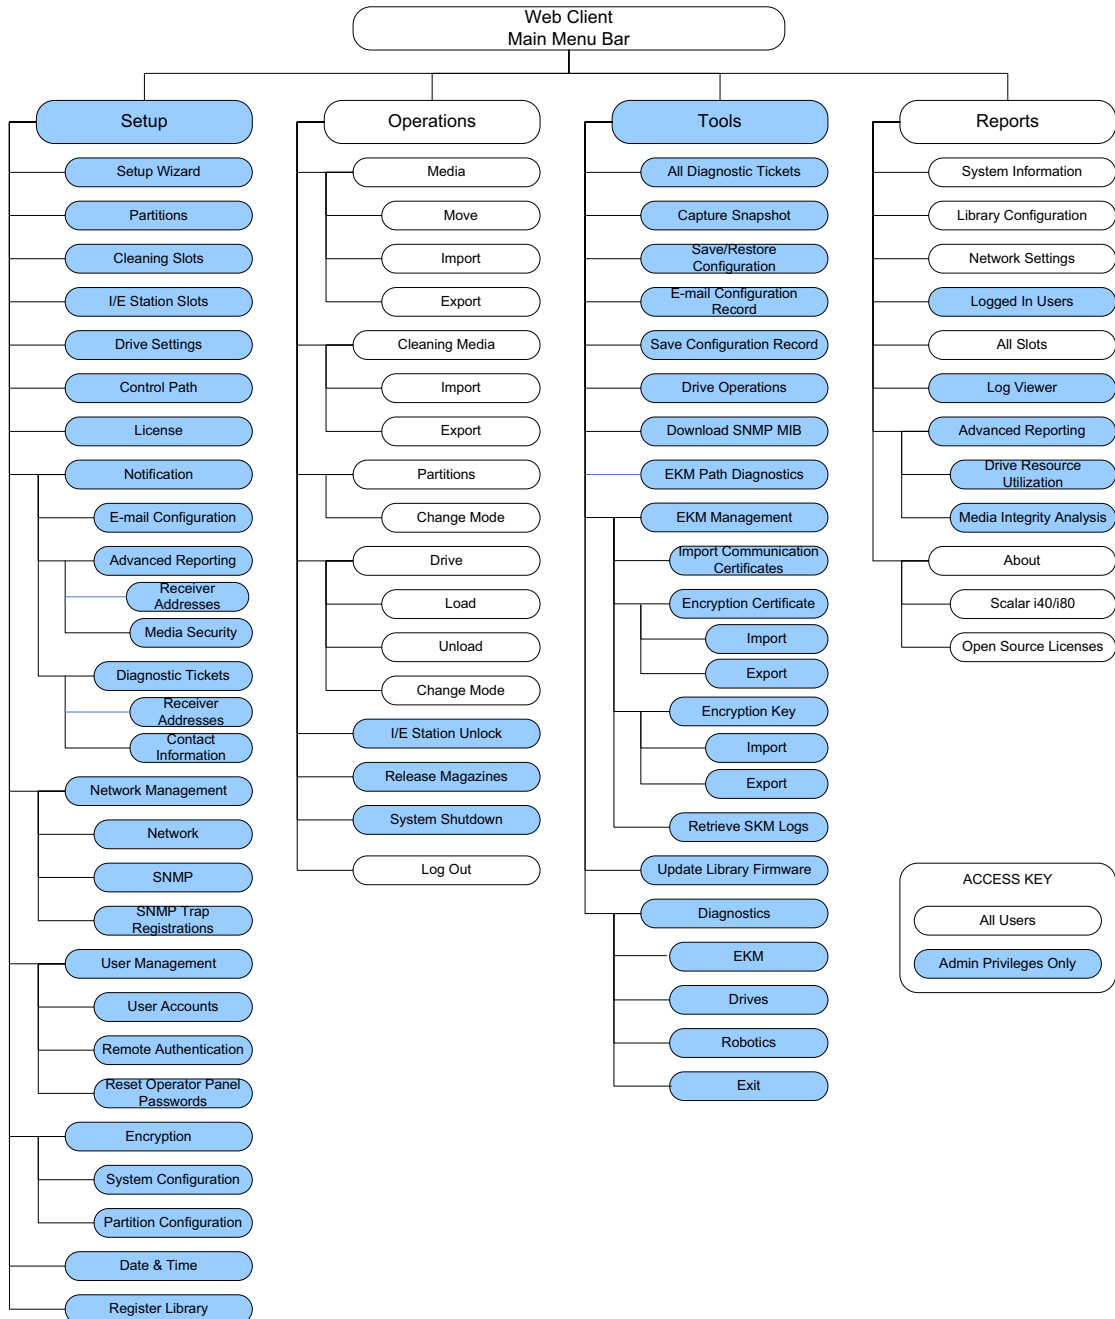 Web Client
Main Menu Bar
Setup
Setup Wizard
Partitions
Cleaning Slots
I/E Station Slots
Drive Settings
Control Path
License
Notification
E-mail Configuration
Advanced Reporting
Receiver
Addresses
Media Security
Diagnostic Tickets
Receiver
Addresses
Contact
Information
Network Management
Network
SNMP
SNMP Trap
Registrations
User Management
User Accounts
Remote Authentication
Reset Operator Panel
Passwords
Encryption
System Configuration
Partition Configuration
Date & Time
Register Library
Operations
Media
Move
Import
Export
Cleaning Media
Import
Export
Partitions
Change Mode
Drive
Load
Unload
Change Mode
I/E Station Unlock
Release Magazines
System Shutdown
Log Out
Tools
All Diagnostic Tickets
Capture Snapshot
Save/Restore
Configuration
E-mail Configuration
Record
Save Configuration Record
Drive Operations
Download SNMP MIB
EKM Path Diagnostics
EKM Management
Import Communication
Certificates
Encryption Certificate
Import
Export
Encryption Key
Import
Export
Retrieve SKM Logs
Update Library Firmware
Diagnostics
EKM
Drives
Robotics
Exit
Reports
System Information
Library Configuration
Network Settings
Logged In Users
All Slots
Log Viewer
Advanced Reporting
Drive Resource
Utilization
Media Integrity Analysis
About
Scalar i40/i80
Open Source Licenses
ACCESS KEY
All Users
Admin Privileges Only